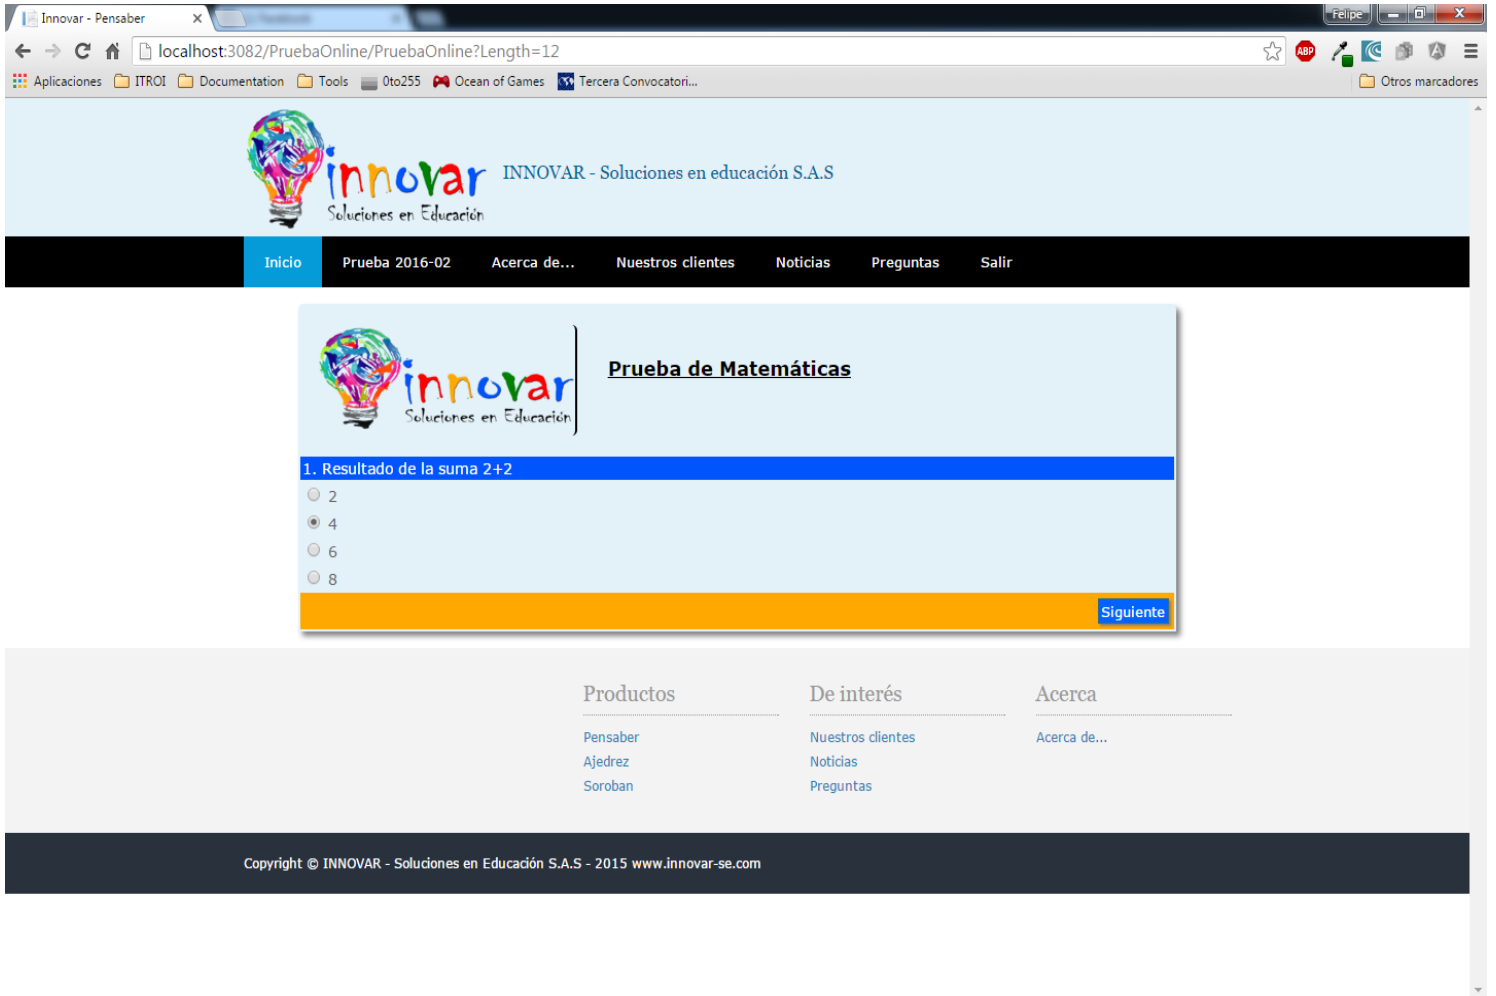 Innovar - Pensaber
Felipe
localhost:3082/PruebaOnline/PruebaOnline?Length=12
ABP
Aplicaciones ITROI Documentation Tools 0to255 Ocean of Games Tercera Convocatori... Otros marcadores
innovar
Soluciones en Educación
INNOVAR - Soluciones en educación S.A.S
Inicio Prueba 2016-02 Acerca de... Nuestros clientes Noticias Preguntas Salir
innovar
Soluciones en Educación
Prueba de Matemáticas
1. Resultado de la suma 2+2
2
4
6
8
Siguiente
Productos De interés Acerca
Pensaber Nuestros clientes Acerca de...
Ajedrez Noticias
Soroban Preguntas
Copyright © INNOVAR - Soluciones en Educación S.A.S - 2015 www.innovar-se.com